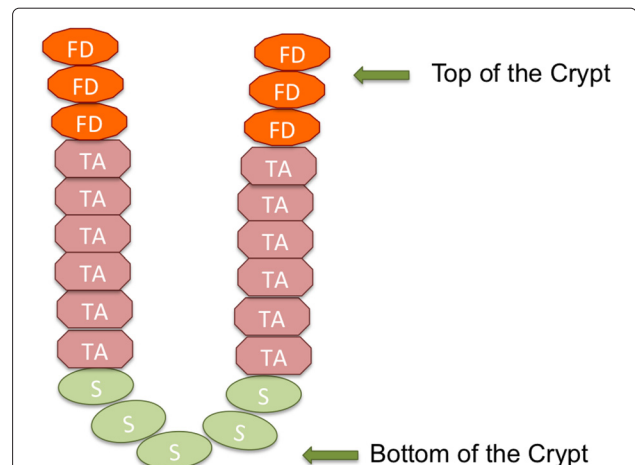 FD FD
FD FD
FD FD
TA TA
TA TA
TA TA
TA TA
TA TA
TA TA
S S
S S
S
Top of the Crypt
Bottom of the Crypt